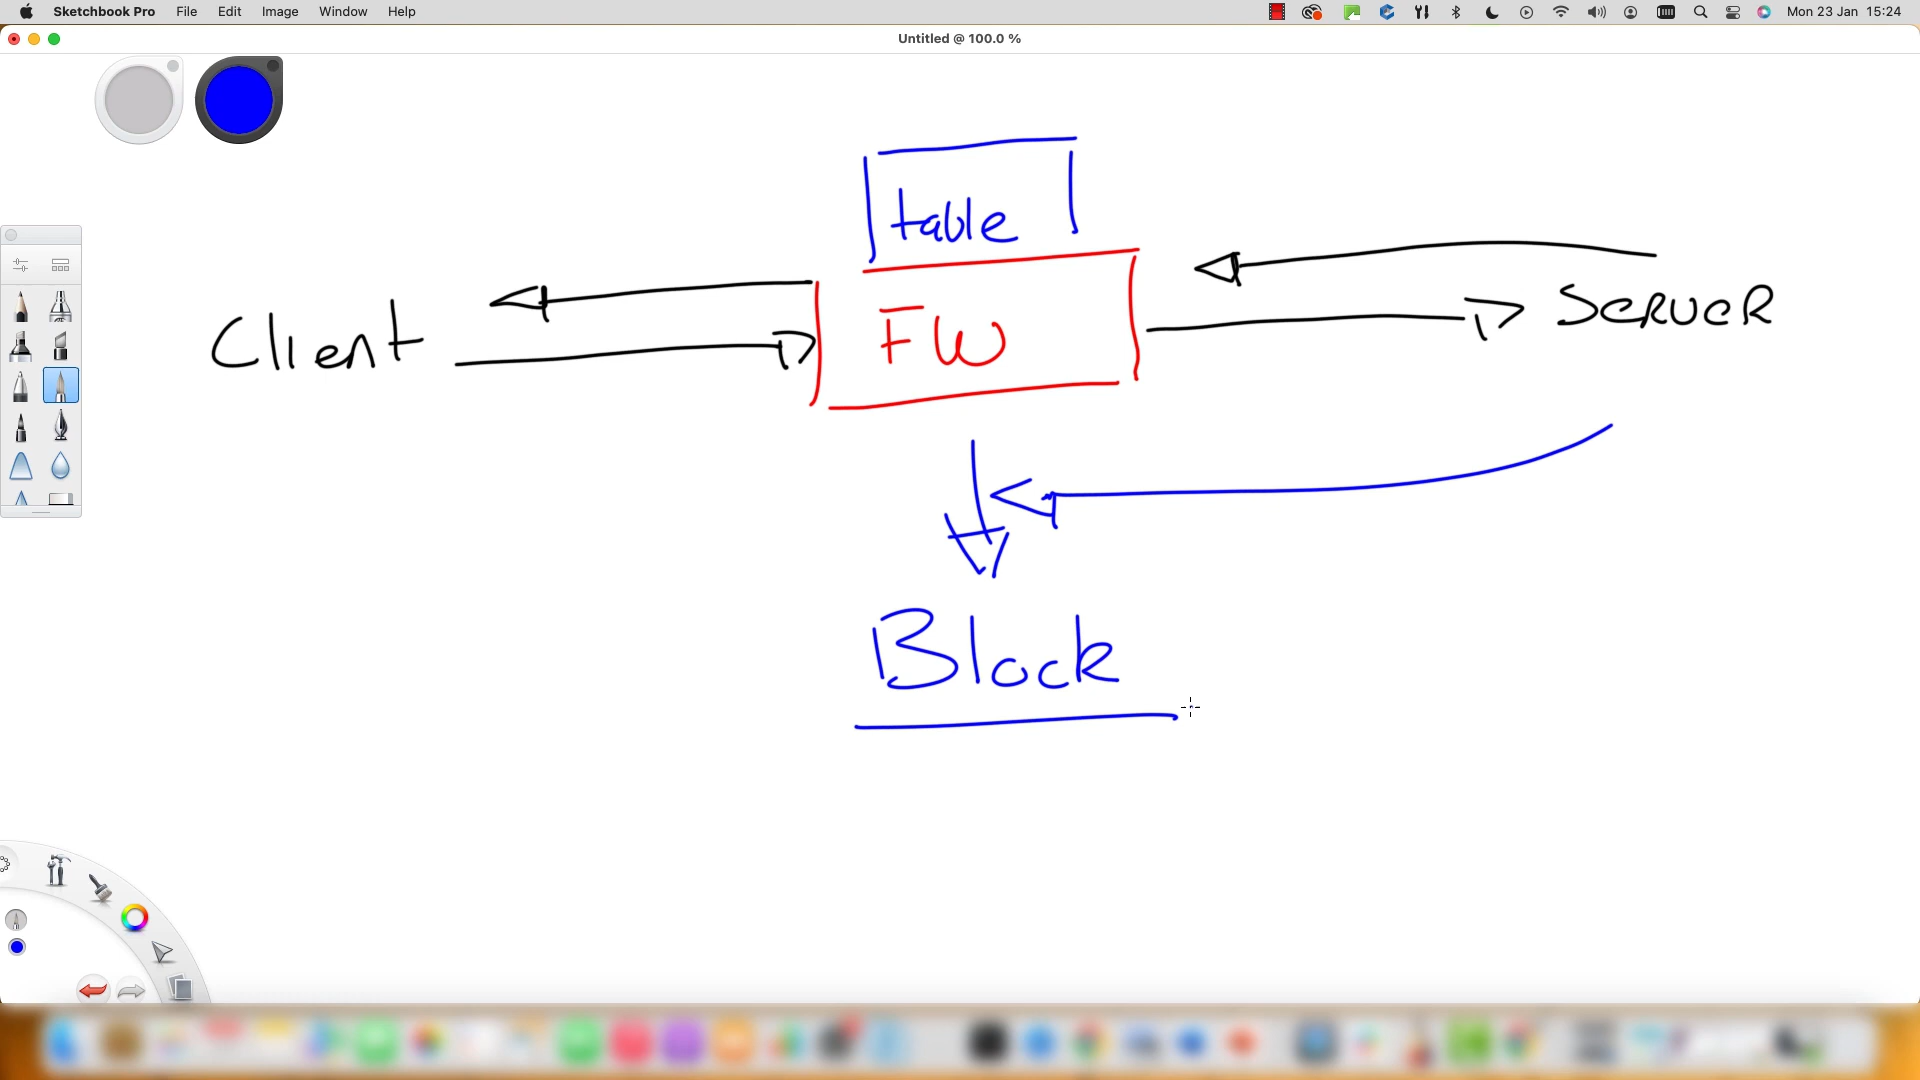 Sketchbook Pro File Edit Image Window Help Mon 23 Jan 15:24
Untitled @ 100.0 %
table
Client
FW
SERVER
Block